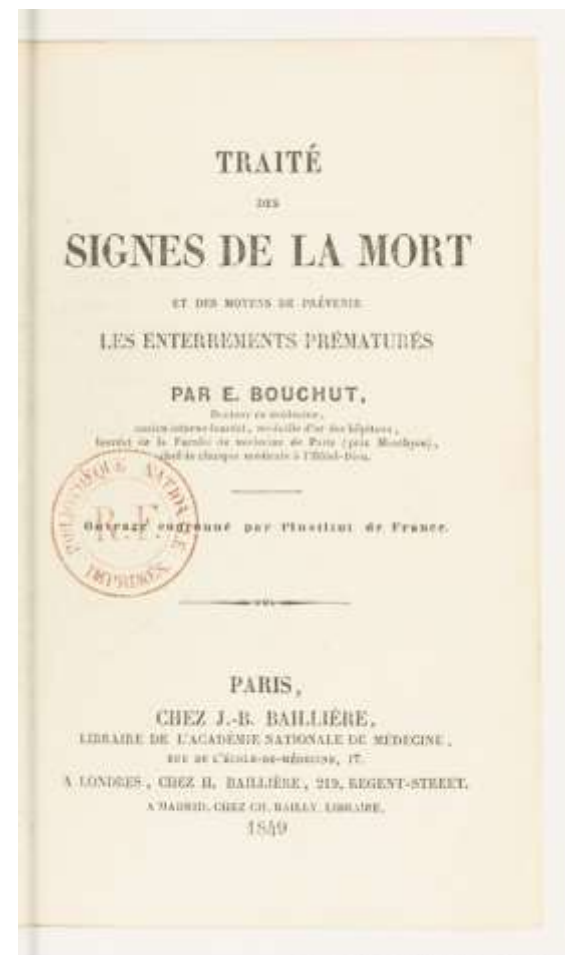 TRAITÉ
DES
SIGNES DE LA MORT
ET DES MOYENS DE PRÉVENIR
LES ENTERREMENTS PRÉMATURÉS
PAR E. BOUCHUT,
Docteur en médecine,
ancien interne lauréat, médaille d'or des hôpitaux,
lauréat de la Faculté de médecine de Paris (prix Monthyon),
chef de clinique médicale à l'Hôtel-Dieu.
BIBLIOTHÈQUE NATIONALE
R.F.
Ouvrage couronné par l'Institut de France.
PARIS,
CHEZ J.-B. BAILLIÈRE,
LIBRAIRE DE L'ACADÉMIE NATIONALE DE MÉDECINE,
RUE DE L'ÉCOLE-DE-MÉDECINE, 17.
A LONDRES, CHEZ H. BAILLIÈRE, 219, REGENT-STREET.
A MADRID, CHEZ CH. BAILLY, LIBRAIRE.
1849